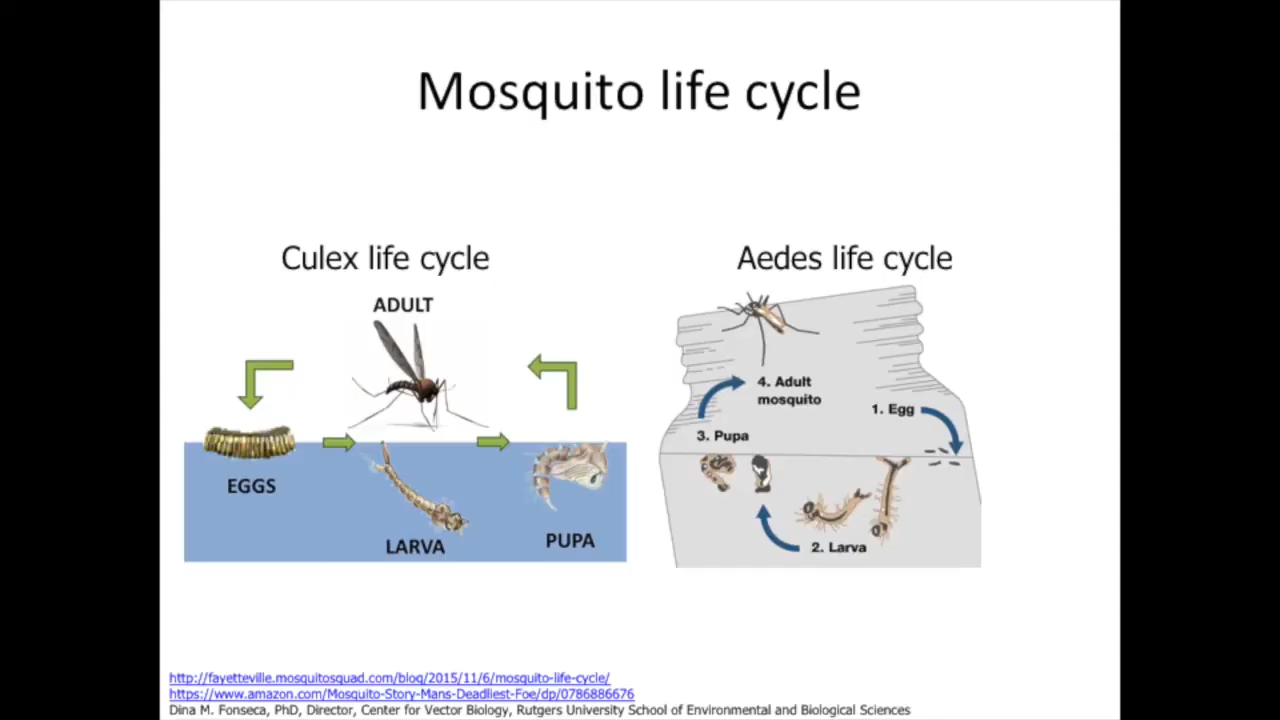 Mosquito life cycle
Culex life cycle
ADULT
EGGS
LARVA
PUPA
Aedes life cycle
4. Adult
mosquito
1. Egg
3. Pupa
2. Larva
http://fayetteville.mosquitosquad.com/blog/2015/11/6/mosquito-life-cycle/
https://www.amazon.com/Mosquito-Story-Mans-Deadliest-Foe/dp/0786886676
Dina M. Fonseca, PhD, Director, Center for Vector Biology, Rutgers University School of Environmental and Biological Sciences